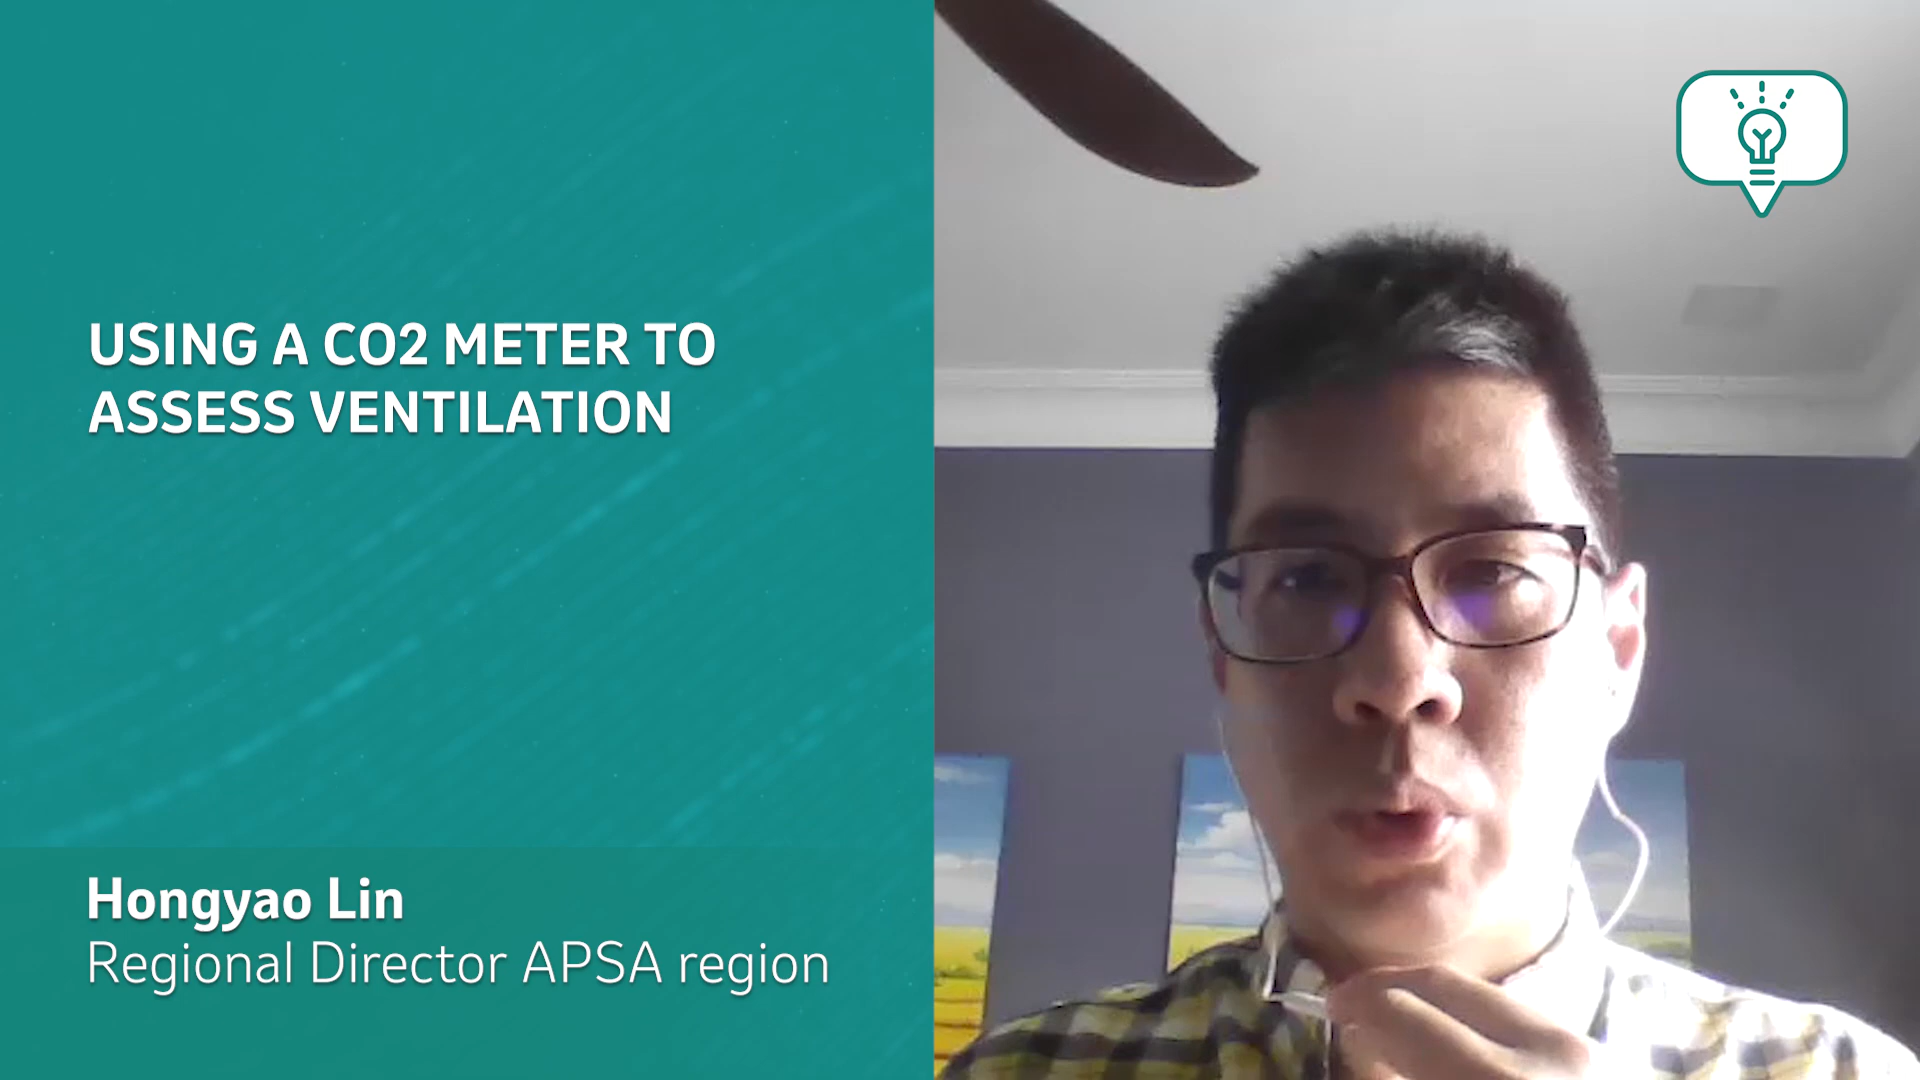 USING A CO2 METER TO
ASSESS VENTILATION
Hongyao Lin
Regional Director APSA region